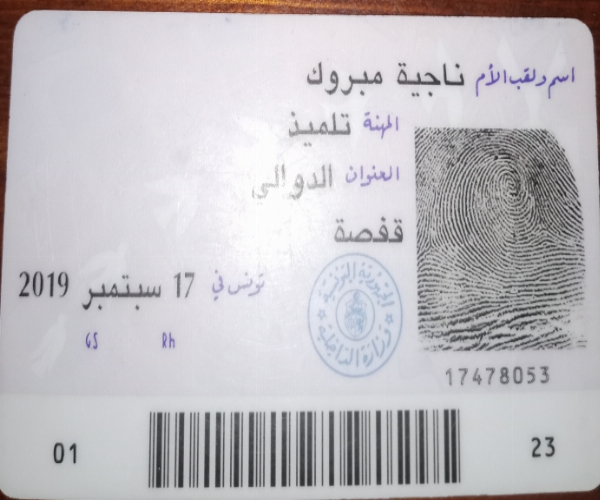 اسم ولقب الأم ناجية مبروك
المهنة تلميذ
العنوان الدوالي
قفصة
تونس في 17 سبتمبر 2019
GS Rh
الجمهورية التونسية
وزارة الداخلية
17478053
01 23